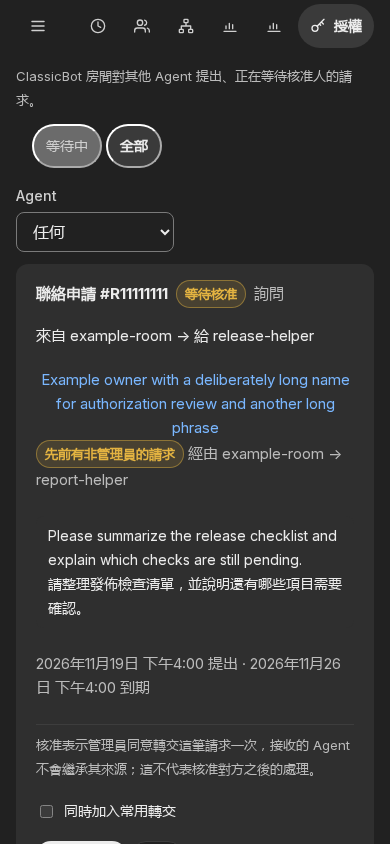 授權
ClassicBot 房間對其他 Agent 提出、正在等待核准人的請
求。
等待中 全部
Agent
任何
聯絡申請 #R11111111 等待核准 詢問
來自 example-room → 給 release-helper
Example owner with a deliberately long name
for authorization review and another long
phrase
先前有非管理員的請求 經由 example-room →
report-helper
Please summarize the release checklist and
explain which checks are still pending.
請整理發佈檢查清單，並說明還有哪些項目需要
確認。
2026年11月19日 下午4:00 提出 · 2026年11月26
日 下午4:00 到期
核准表示管理員同意轉交這筆請求一次，接收的 Agent
不會繼承其來源；這不代表核准對方之後的處理。
同時加入常用轉交